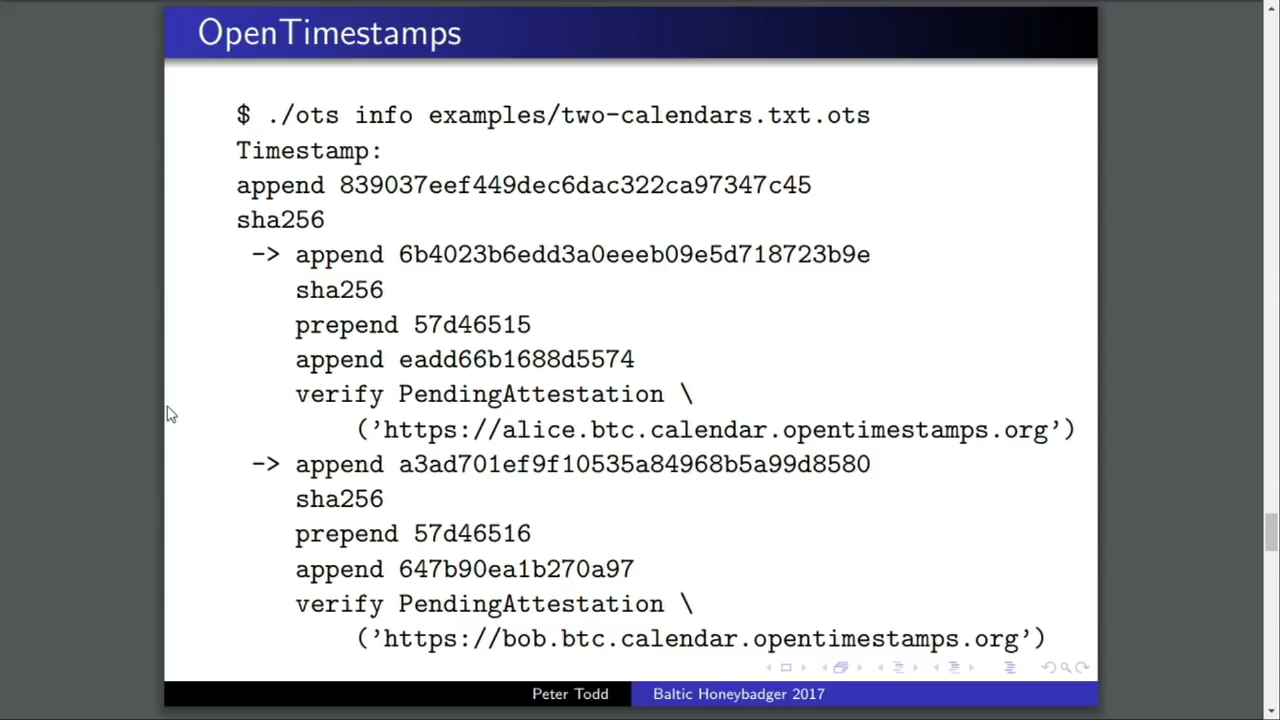 OpenTimestamps
$ ./ots info examples/two-calendars.txt.ots
Timestamp:
append 839037eef449dec6dac322ca97347c45
sha256
-> append 6b4023b6edd3a0eeeb09e5d718723b9e
sha256
prepend 57d46515
append eadd66b1688d5574
verify PendingAttestation \
('https://alice.btc.calendar.opentimestamps.org')
-> append a3ad701ef9f10535a84968b5a99d8580
sha256
prepend 57d46516
append 647b90ea1b270a97
verify PendingAttestation \
('https://bob.btc.calendar.opentimestamps.org')
Peter Todd
Baltic Honeybadger 2017